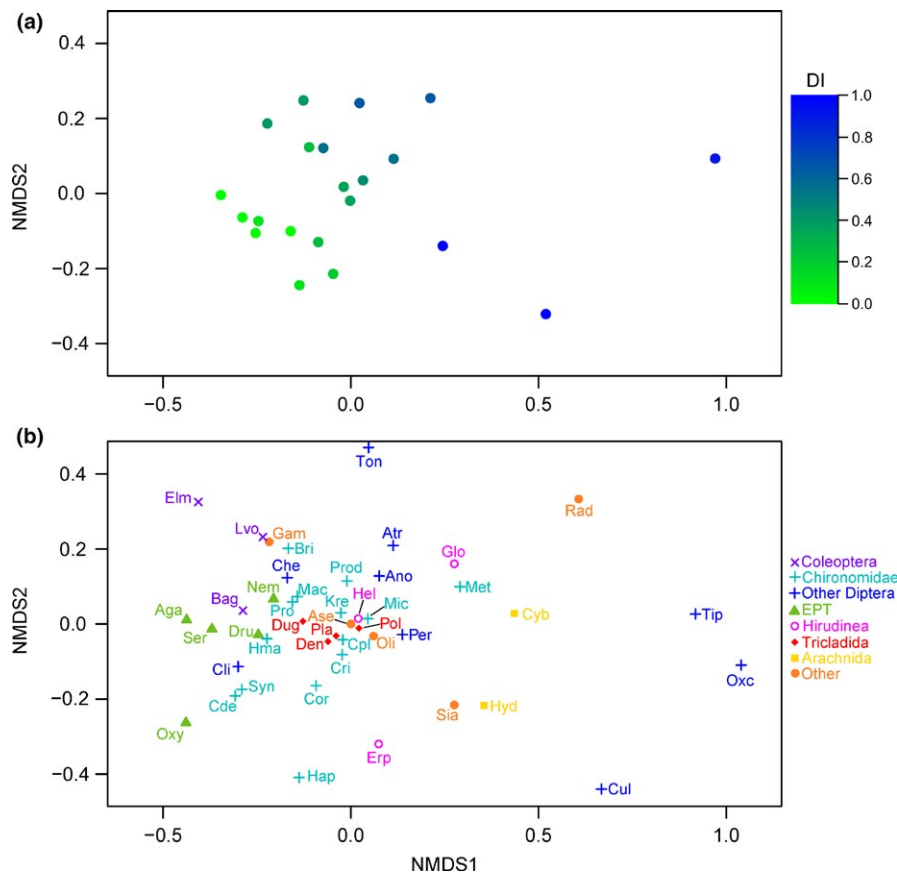 (a)
0.4
0.2
0.0
−0.2
−0.4
NMDS2
−0.5
0.0
0.5
1.0
DI
1.0
0.8
0.6
0.4
0.2
0.0
(b)
0.4
0.2
0.0
−0.2
−0.4
NMDS2
Ton
Elm
Rad
Lvo
Gam
Atr
Bri
Glo
Che
Prod
Ano
Met
Nem
Mac
Hel
Bag
Pro
Kre
Mic
Aga
Ase
Cyb
Tip
Ser
Dru
Dug
Pla
Pol
Per
Hma
Den
Cpl
Oli
Cli
Cri
Oxc
Syn
Cde
Cor
Sia
Hyd
Oxy
Erp
Hap
Cul
Coleoptera
Chironomidae
Other Diptera
EPT
Hirudinea
Tricladida
Arachnida
Other
−0.5
0.0
0.5
1.0
NMDS1